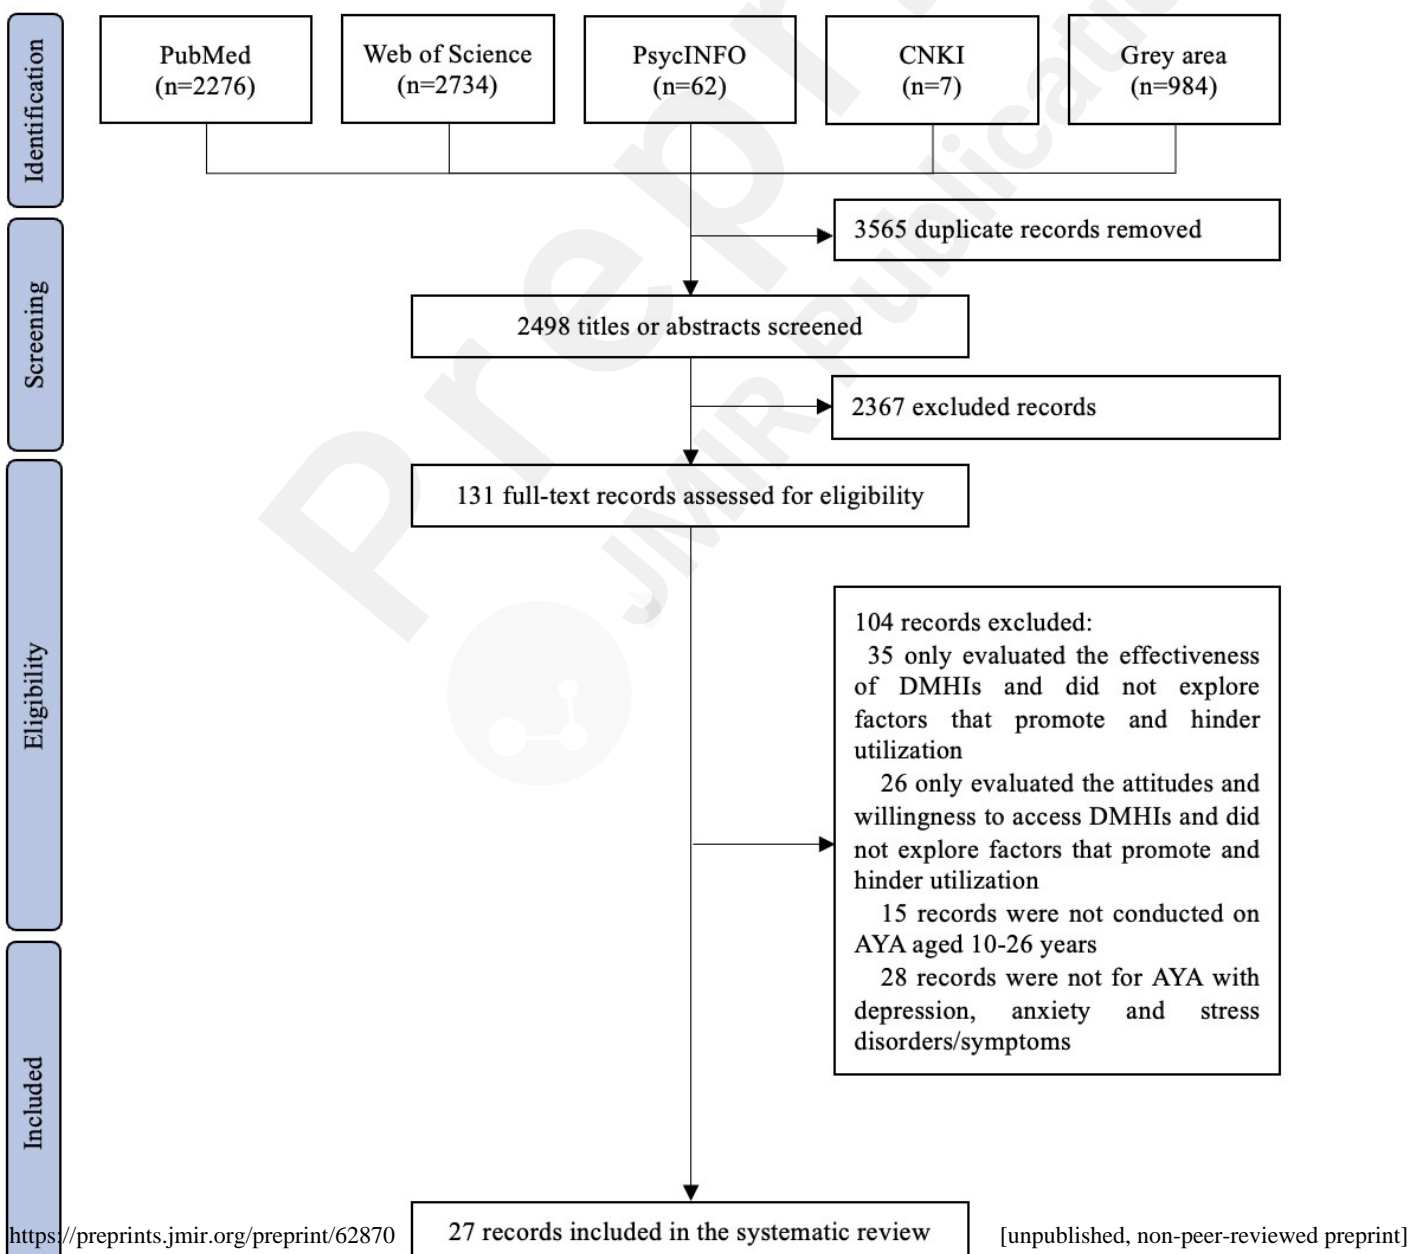 Identification
PubMed
(n=2276)
Web of Science
(n=2734)
PsycINFO
(n=62)
CNKI
(n=7)
Grey area
(n=984)
3565 duplicate records removed
Screening
2498 titles or abstracts screened
2367 excluded records
Eligibility
131 full-text records assessed for eligibility
104 records excluded:
35 only evaluated the effectiveness
of DMHIs and did not explore
factors that promote and hinder
utilization
26 only evaluated the attitudes and
willingness to access DMHIs and did
not explore factors that promote and
hinder utilization
15 records were not conducted on
AYA aged 10-26 years
28 records were not for AYA with
depression, anxiety and stress
disorders/symptoms
Included
27 records included in the systematic review
https://preprints.jmir.org/preprint/62870
[unpublished, non-peer-reviewed preprint]
JMIR Publicati
Prepr